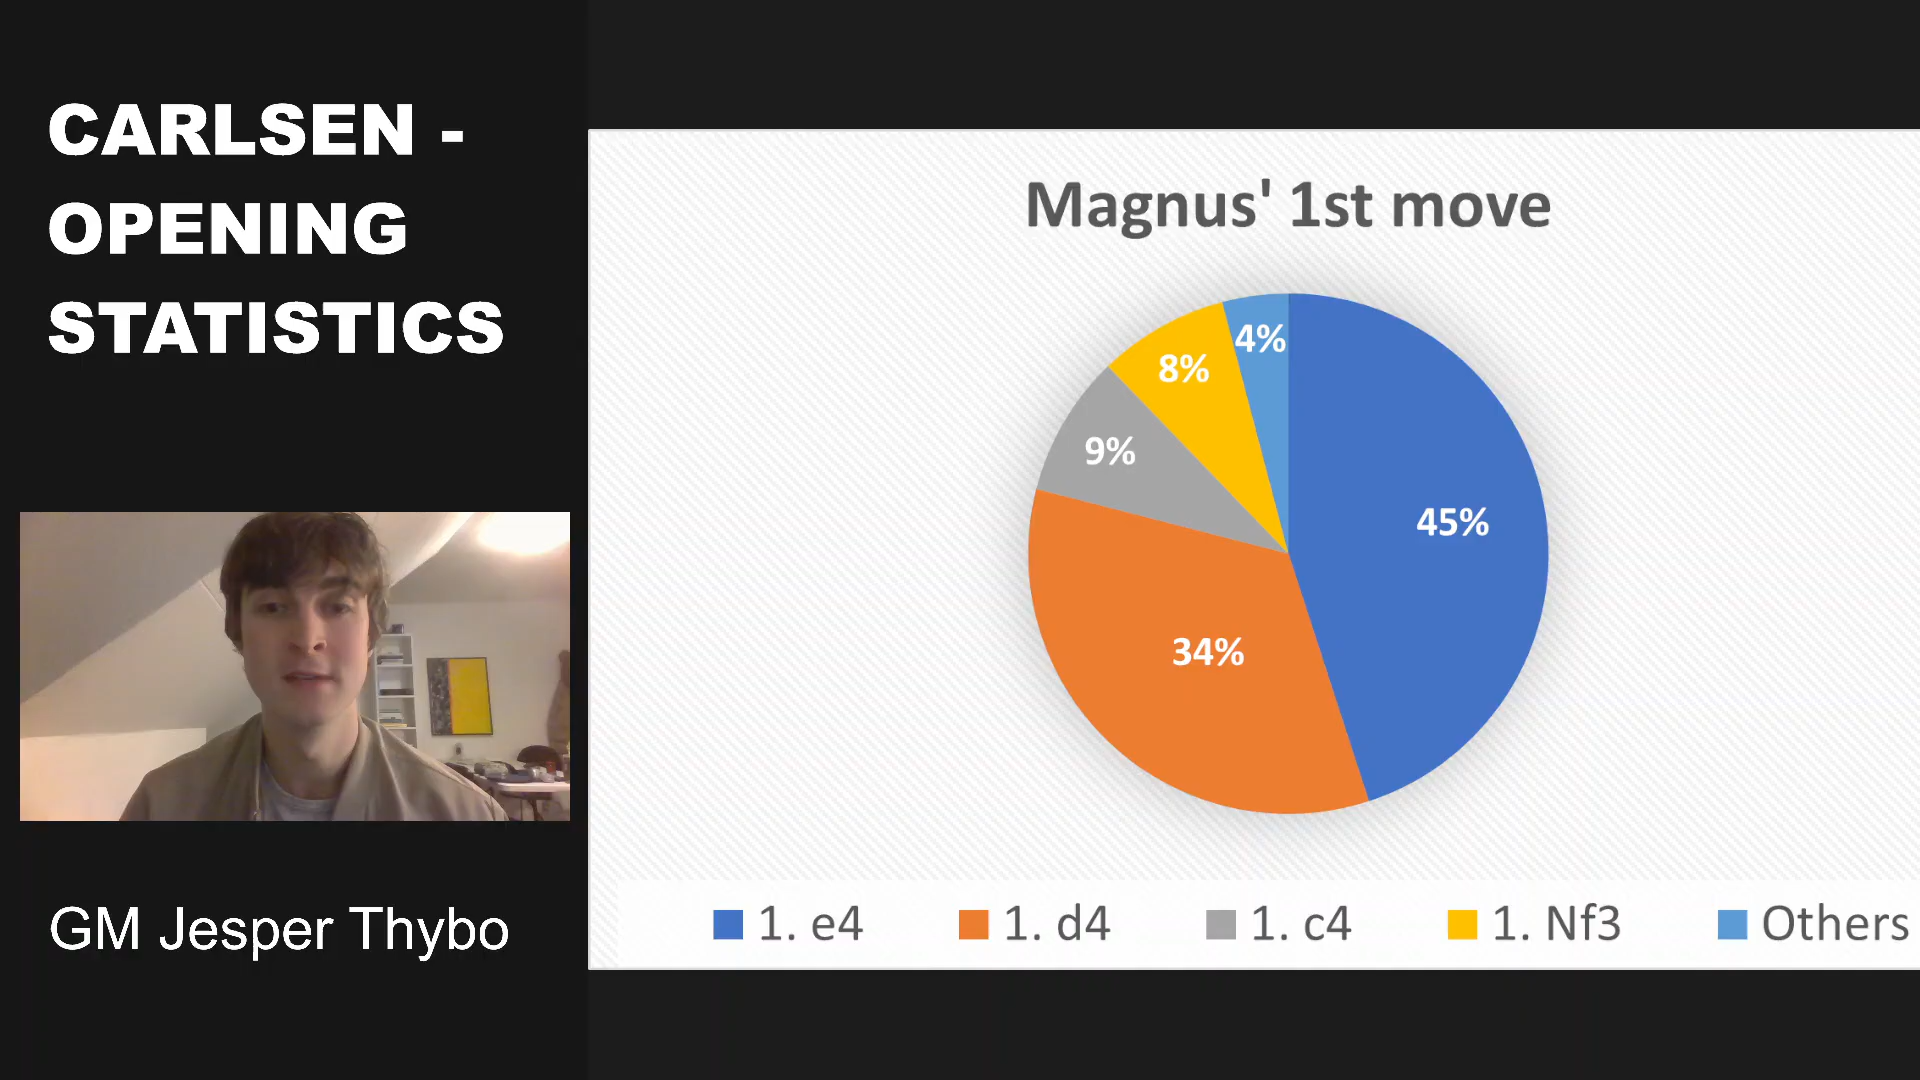 CARLSEN -
OPENING
STATISTICS
GM Jesper Thybo
Magnus' 1st move
4%
8%
9%
45%
34%
1. e4 1. d4 1. c4 1. Nf3 Others